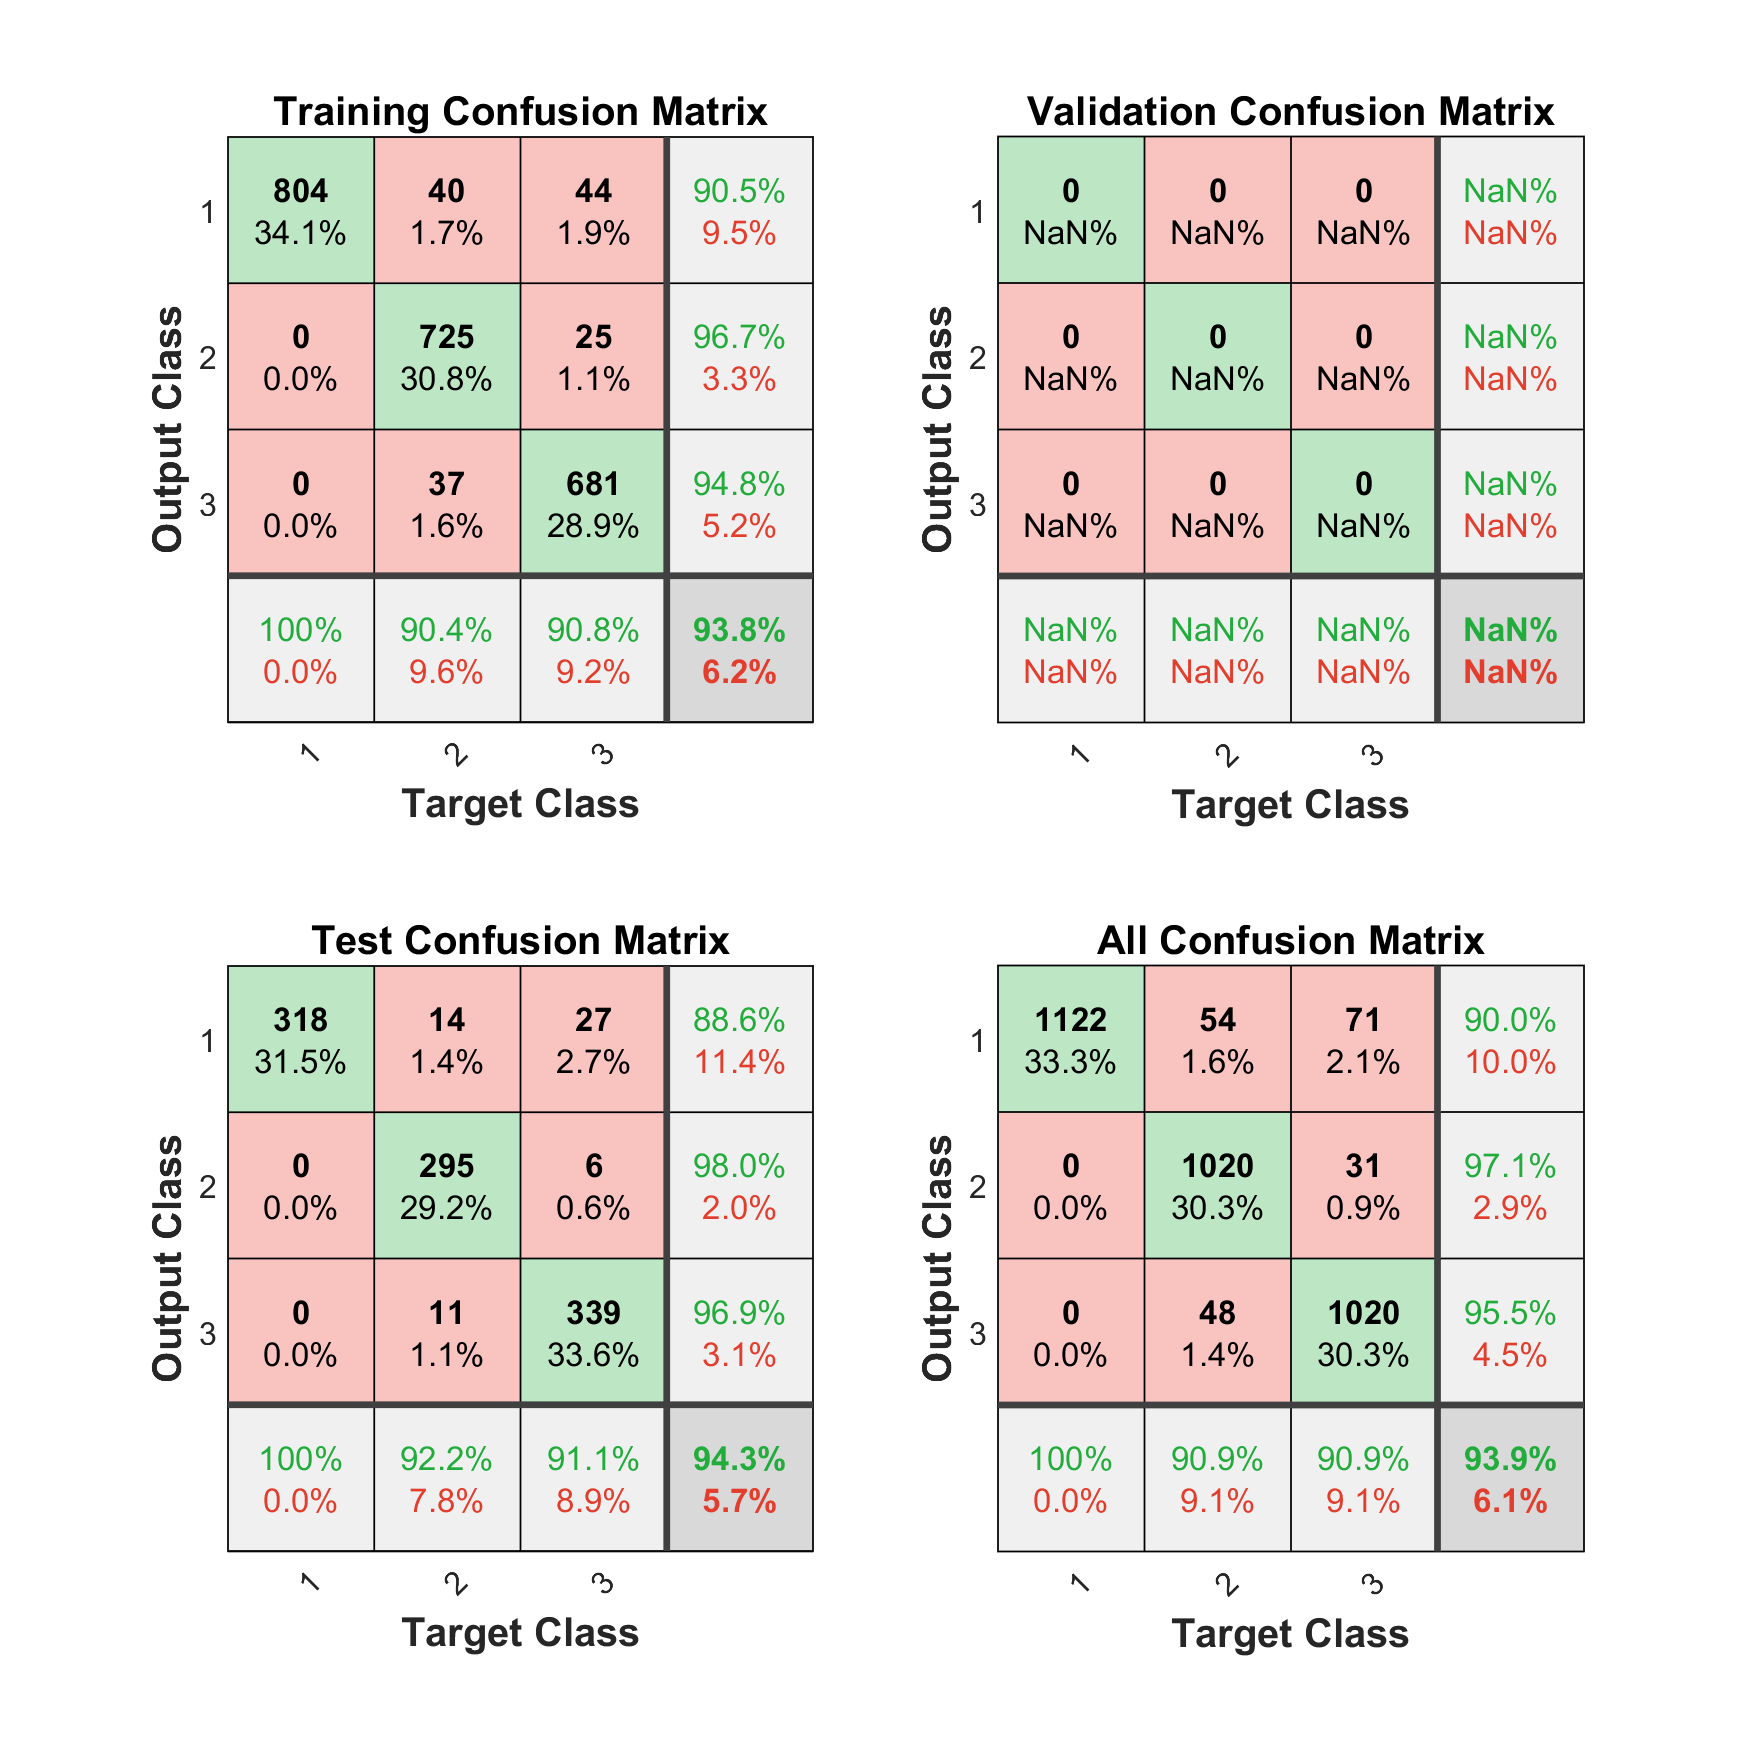 Training Confusion Matrix
804 40 44 90.5%
1
34.1% 1.7% 1.9% 9.5%
0 725 25 96.7%
2
0.0% 30.8% 1.1% 3.3%
0 37 681 94.8%
3
0.0% 1.6% 28.9% 5.2%
100% 90.4% 90.8% 93.8%
0.0% 9.6% 9.2% 6.2%
1 2 3
Output Class
Target Class
Validation Confusion Matrix
0 0 0 NaN%
1
NaN% NaN% NaN% NaN%
0 0 0 NaN%
2
NaN% NaN% NaN% NaN%
0 0 0 NaN%
3
NaN% NaN% NaN% NaN%
NaN% NaN% NaN% NaN%
NaN% NaN% NaN% NaN%
1 2 3
Output Class
Target Class
Test Confusion Matrix
318 14 27 88.6%
1
31.5% 1.4% 2.7% 11.4%
0 295 6 98.0%
2
0.0% 29.2% 0.6% 2.0%
0 11 339 96.9%
3
0.0% 1.1% 33.6% 3.1%
100% 92.2% 91.1% 94.3%
0.0% 7.8% 8.9% 5.7%
1 2 3
Output Class
Target Class
All Confusion Matrix
1122 54 71 90.0%
1
33.3% 1.6% 2.1% 10.0%
0 1020 31 97.1%
2
0.0% 30.3% 0.9% 2.9%
0 48 1020 95.5%
3
0.0% 1.4% 30.3% 4.5%
100% 90.9% 90.9% 93.9%
0.0% 9.1% 9.1% 6.1%
1 2 3
Output Class
Target Class